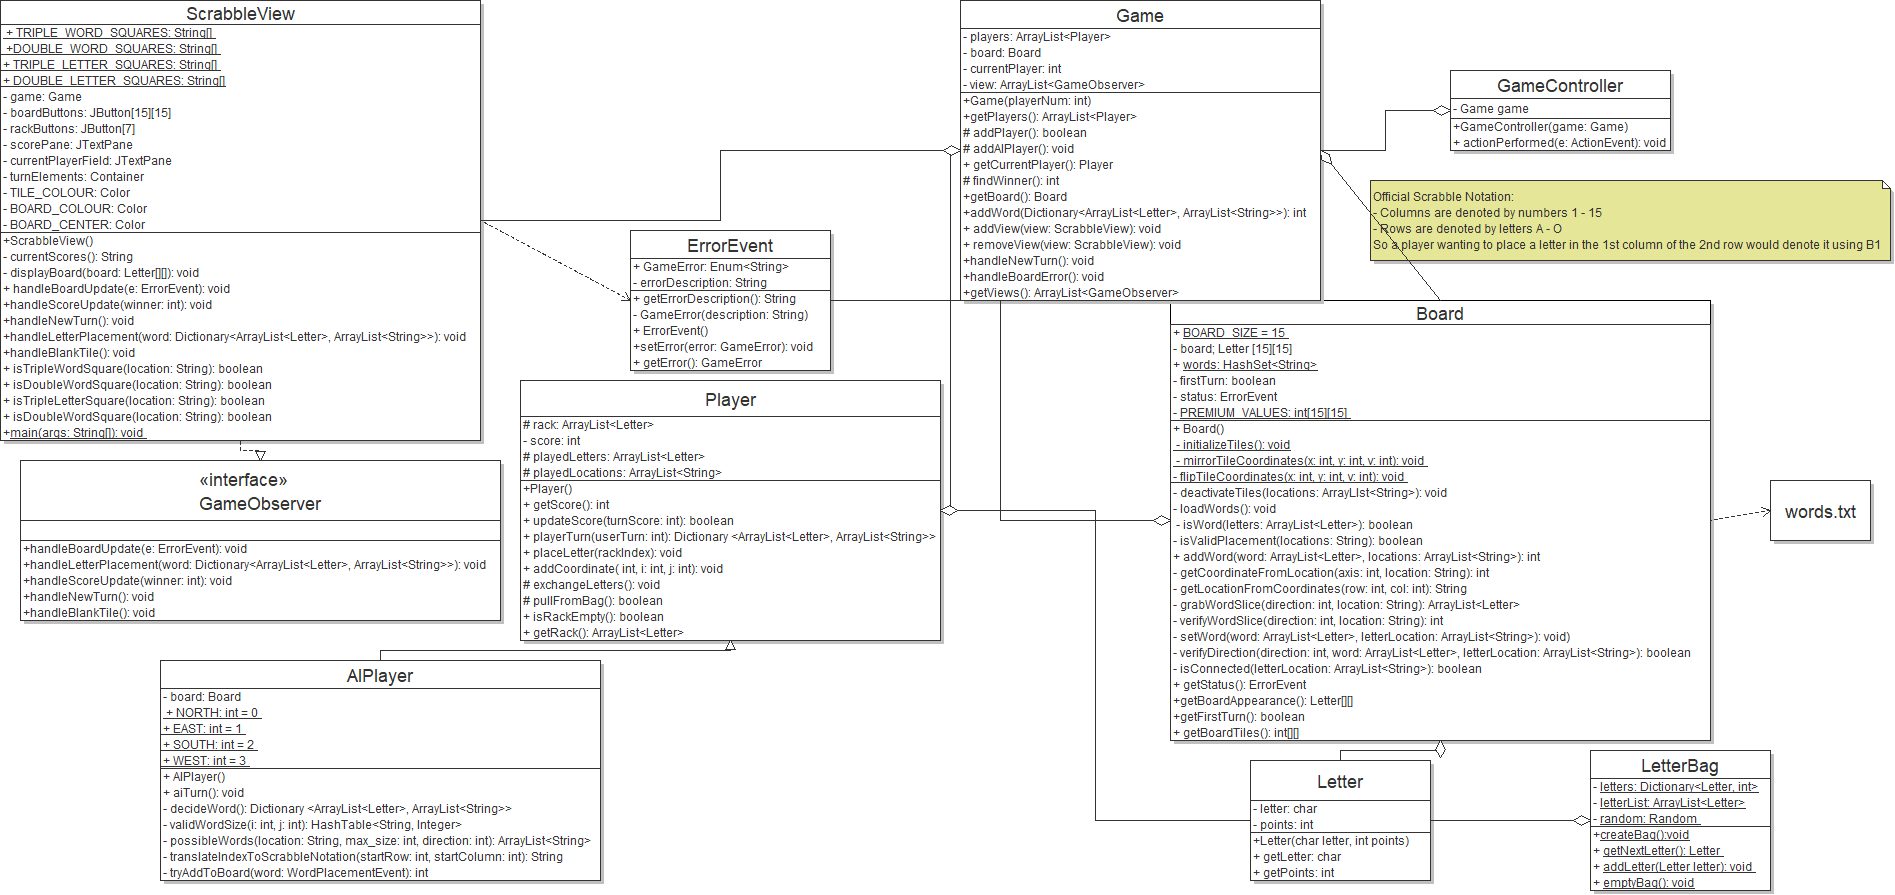 ScrabbleView
+ TRIPLE_WORD_SQUARES: String[]
+DOUBLE_WORD_SQUARES: String[]
+ TRIPLE_LETTER_SQUARES: String[]
+ DOUBLE_LETTER_SQUARES: String[]
- game: Game
- boardButtons: JButton[15][15]
- rackButtons: JButton[7]
- scorePane: JTextPane
- currentPlayerField: JTextPane
- turnElements: Container
- TILE_COLOUR: Color
- BOARD_COLOUR: Color
- BOARD_CENTER: Color
+ScrabbleView()
- currentScores(): String
- displayBoard(board: Letter[][]): void
+ handleBoardUpdate(e: ErrorEvent): void
+handleScoreUpdate(winner: int): void
+handleNewTurn(): void
+handleLetterPlacement(word: Dictionary<ArrayList<Letter>, ArrayList<String>>): void
+handleBlankTile(): void
+ isTripleWordSquare(location: String): boolean
+ isDoubleWordSquare(location: String): boolean
+ isTripleLetterSquare(location: String): boolean
+ isDoubleWordSquare(location: String): boolean
+main(args: String[]): void
«interface»
GameObserver
+handleBoardUpdate(e: ErrorEvent): void
+handleLetterPlacement(word: Dictionary<ArrayList<Letter>, ArrayList<String>>): void
+handleScoreUpdate(winner: int): void
+handleNewTurn(): void
+handleBlankTile(): void
AIPlayer
- board: Board
+ NORTH: int = 0
+ EAST: int = 1
+ SOUTH: int = 2
+ WEST: int = 3
+ AIPlayer()
+ aiTurn(): void
- decideWord(): Dictionary <ArrayList<Letter>, ArrayList<String>>
- validWordSize(i: int, j: int): HashTable<String, Integer>
- possibleWords(location: String, max_size: int, direction: int): ArrayList<String>
- translateIndexToScrabbleNotation(startRow: int, startColumn: int): String
- tryAddToBoard(word: WordPlacementEvent): int
ErrorEvent
+ GameError: Enum<String>
- errorDescription: String
+ getErrorDescription(): String
- GameError(description: String)
+ ErrorEvent()
+setError(error: GameError): void
+ getError(): GameError
Player
# rack: ArrayList<Letter>
- score: int
# playedLetters: ArrayList<Letter>
# playedLocations: ArrayList<String>
+Player()
+ getScore(): int
+ updateScore(turnScore: int): boolean
+ playerTurn(userTurn: int): Dictionary <ArrayList<Letter>, ArrayList<String>>
+ placeLetter(rackIndex): void
+ addCoordinate( int, i: int, j: int): void
# exchangeLetters(): void
# pullFromBag(): boolean
+ isRackEmpty(): boolean
+ getRack(): ArrayList<Letter>
Game
- players: ArrayList<Player>
- board: Board
- currentPlayer: int
- view: ArrayList<GameObserver>
+Game(playerNum: int)
+getPlayers(): ArrayList<Player>
# addPlayer(): boolean
# addAIPlayer(): void
+ getCurrentPlayer(): Player
# findWinner(): int
+getBoard(): Board
+addWord(Dictionary<ArrayList<Letter>, ArrayList<String>>): int
+ addView(view: ScrabbleView): void
+ removeView(view: ScrabbleView): void
+handleNewTurn(): void
+handleBoardError(): void
+getViews(): ArrayList<GameObserver>
GameController
- Game game
+GameController(game: Game)
+ actionPerformed(e: ActionEvent): void
Official Scrabble Notation:
- Columns are denoted by numbers 1 - 15
- Rows are denoted by letters A - O
So a player wanting to place a letter in the 1st column of the 2nd row would denote it using B1
Board
+ BOARD_SIZE = 15
- board; Letter [15][15]
+ words: HashSet<String>
- firstTurn: boolean
- status: ErrorEvent
- PREMIUM_VALUES: int[15][15]
+ Board()
- initializeTiles(): void
- mirrorTileCoordinates(x: int, y: int, v: int): void
- flipTileCoordinates(x: int, y: int, v: int): void
- deactivateTiles(locations: ArrayLIst<String>): void
- loadWords(): void
- isWord(letters: ArrayList<Letter>): boolean
- isValidPlacement(locations: String): boolean
+ addWord(word: ArrayList<Letter>, locations: ArrayList<String>): int
- getCoordinateFromLocation(axis: int, location: String): int
- getLocationFromCoordinates(row: int, col: int): String
- grabWordSlice(direction: int, location: String): ArrayList<Letter>
- verifyWordSlice(direction: int, location: String): int
- setWord(word: ArrayList<Letter>, letterLocation: ArrayList<String>): void)
- verifyDirection(direction: int, word: ArrayList<Letter>, letterLocation: ArrayList<String>): boolean
- isConnected(letterLocation: ArrayList<String>): boolean
+ getStatus(): ErrorEvent
+getBoardAppearance(): Letter[][]
+getFirstTurn(): boolean
+ getBoardTiles(): int[][]
words.txt
Letter
- letter: char
- points: int
+Letter(char letter, int points)
+ getLetter: char
+ getPoints: int
LetterBag
- letters: Dictionary<Letter, int>
- letterList: ArrayList<Letter>
- random: Random
+createBag():void
+ getNextLetter(): Letter
+ addLetter(Letter letter): void
+ emptyBag(): void